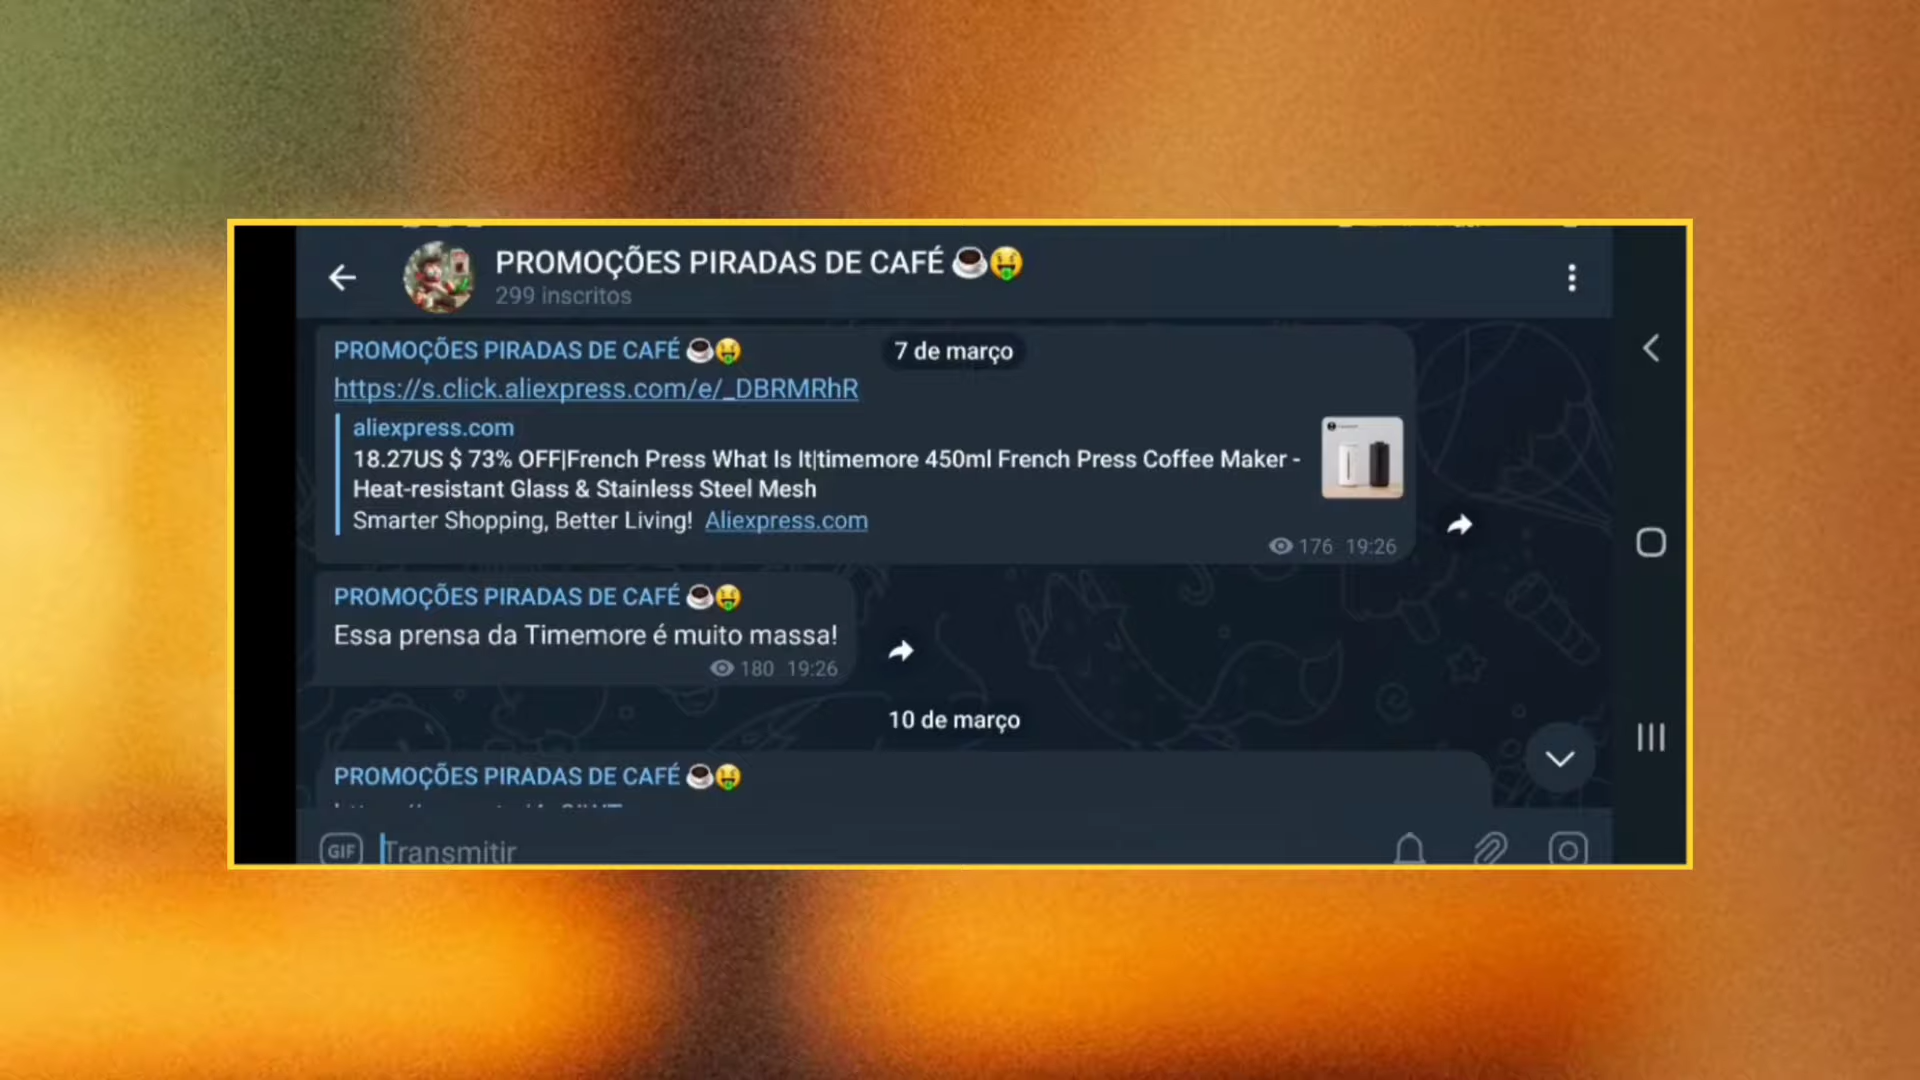 PROMOÇÕES PIRADAS DE CAFÉ ☕🤑
299 inscritos
PROMOÇÕES PIRADAS DE CAFÉ ☕🤑
7 de março
https://s.click.aliexpress.com/e/_DBRMRhR
aliexpress.com
18.27US $ 73% OFF|French Press What Is It|timemore 450ml French Press Coffee Maker -
Heat-resistant Glass & Stainless Steel Mesh
Smarter Shopping, Better Living! Aliexpress.com
176 19:26
PROMOÇÕES PIRADAS DE CAFÉ ☕🤑
Essa prensa da Timemore é muito massa!
180 19:26
10 de março
PROMOÇÕES PIRADAS DE CAFÉ ☕🤑
GIF Transmitir